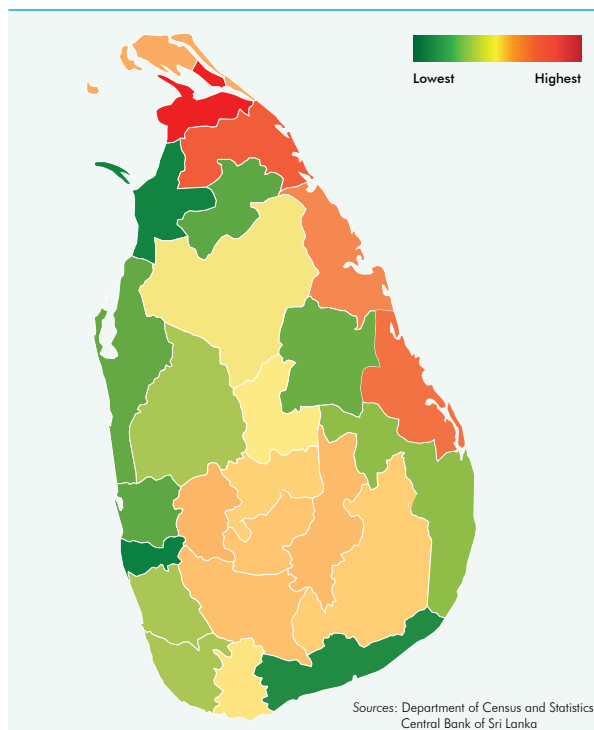 Lowest Highest
Sources: Department of Census and Statistics
Central Bank of Sri Lanka